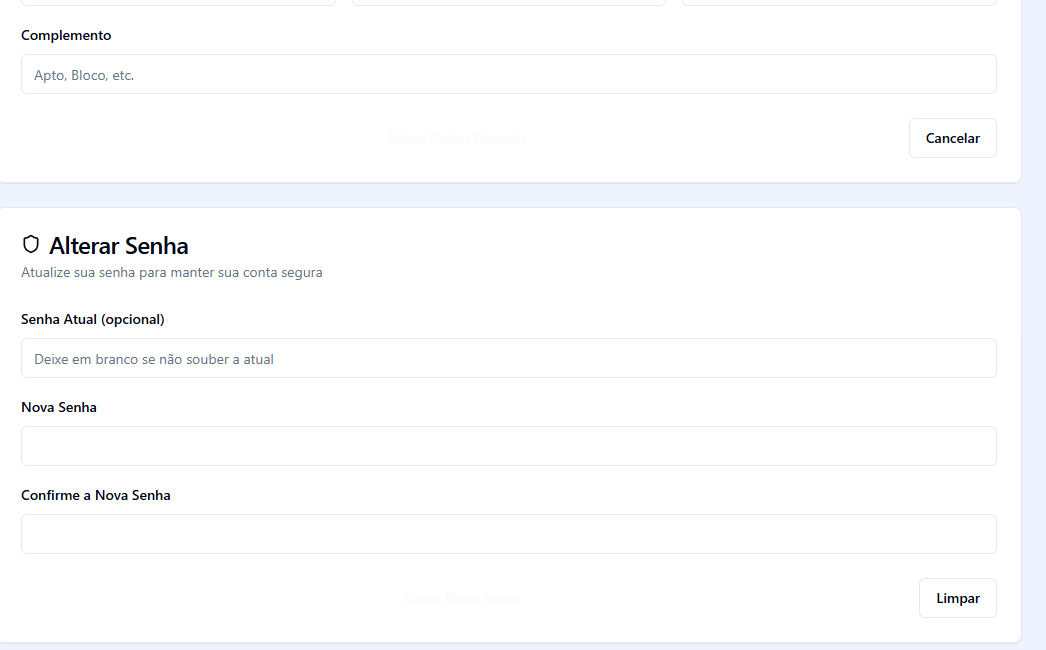 Complemento
Apto, Bloco, etc.
Salvar Dados Pessoais
Cancelar
Alterar Senha
Atualize sua senha para manter sua conta segura
Senha Atual (opcional)
Deixe em branco se não souber a atual
Nova Senha
Confirme a Nova Senha
Salvar Nova Senha
Limpar